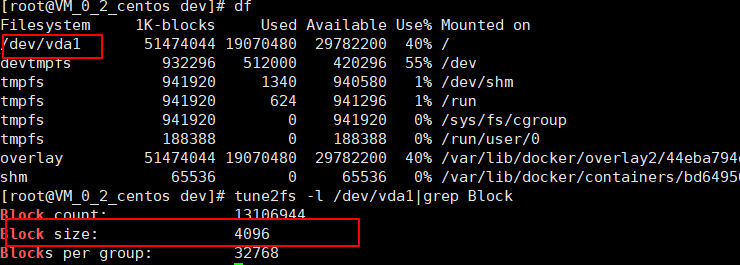 [root@VM_0_2_centos dev]# df
Filesystem 1K-blocks Used Available Use% Mounted on
/dev/vda1 51474044 19070480 29782200 40% /
devtmpfs 932296 512000 420296 55% /dev
tmpfs 941920 1340 940580 1% /dev/shm
tmpfs 941920 624 941296 1% /run
tmpfs 941920 0 941920 0% /sys/fs/cgroup
tmpfs 188388 0 188388 0% /run/user/0
overlay 51474044 19070480 29782200 40% /var/lib/docker/overlay2/44eba794
shm 65536 0 65536 0% /var/lib/docker/containers/bd6495
[root@VM_0_2_centos dev]# tune2fs -l /dev/vda1|grep Block
Block count: 13106944
Block size: 4096
Blocks per group: 32768